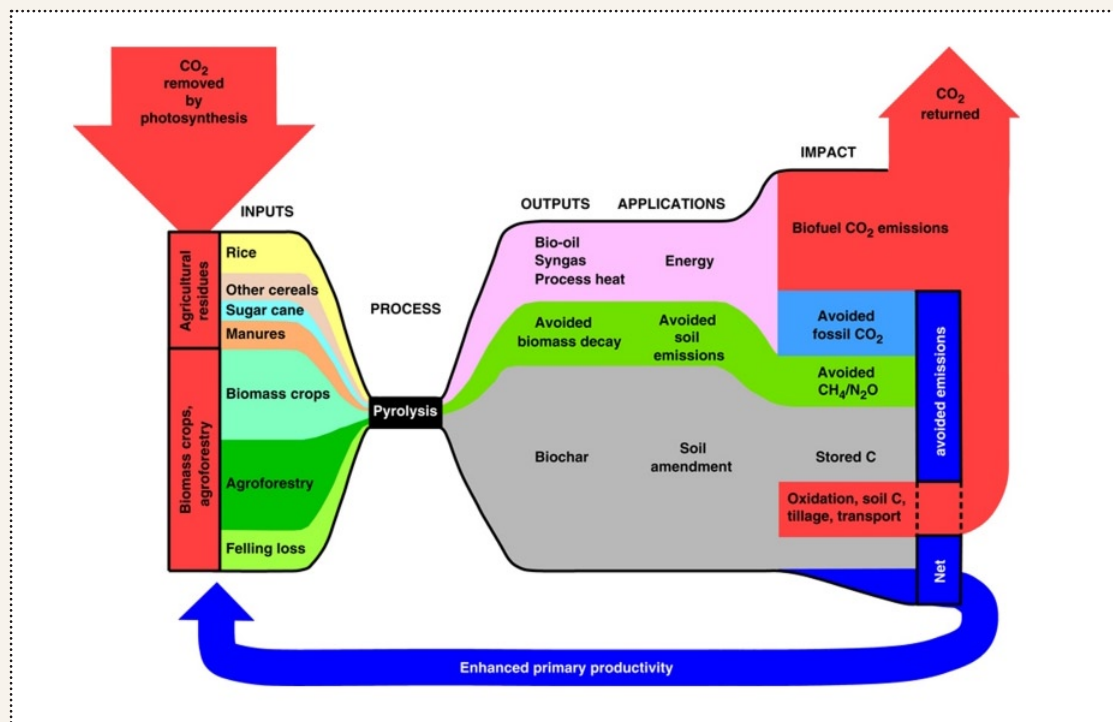 CO2
removed
by
photosynthesis
CO2
returned
IMPACT
INPUTS
OUTPUTS APPLICATIONS
PROCESS
Agricultural
residues
Rice
Other cereals
Sugar cane
Manures
Biomass crops,
agroforestry
Biomass crops
Agroforestry
Felling loss
Pyrolysis
Bio-oil
Syngas
Process heat
Energy
Biofuel CO2 emissions
Avoided
biomass decay
Avoided
soil
emissions
Avoided
fossil CO2
Avoided
CH4/N2O
Biochar
Soil
amendment
Stored C
Oxidation, soil C,
tillage, transport
avoided emissions
Net
Enhanced primary productivity